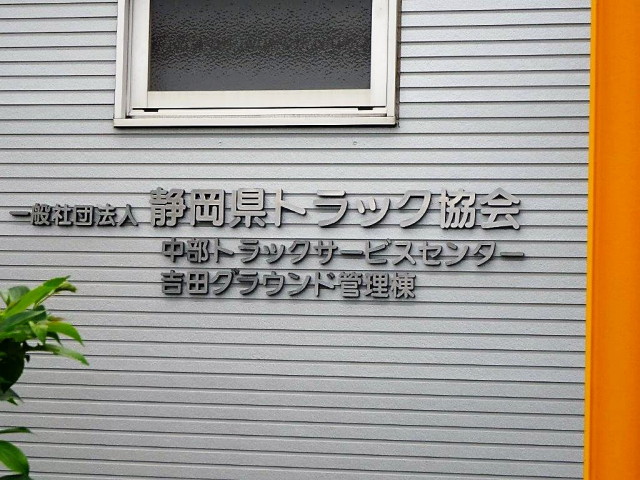 一般社団法人 静岡県トラック協会
中部トラックサービスセンター
吉田グラウンド管理棟